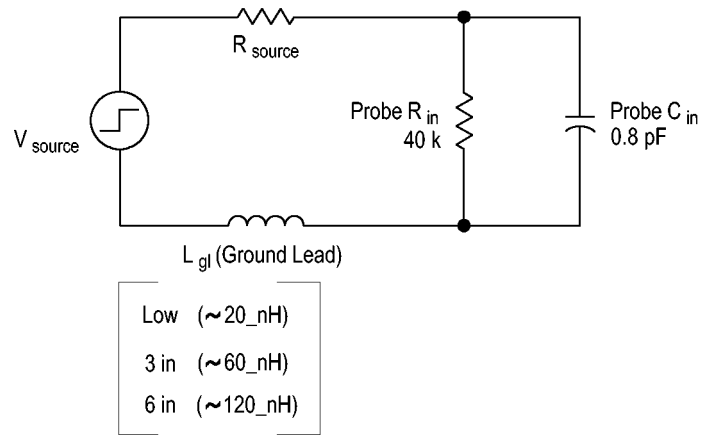 R source
Probe R in
40 k
Probe C in
0.8 pF
V source
L gl (Ground Lead)
Low (~20_nH)
3 in (~60_nH)
6 in (~120_nH)